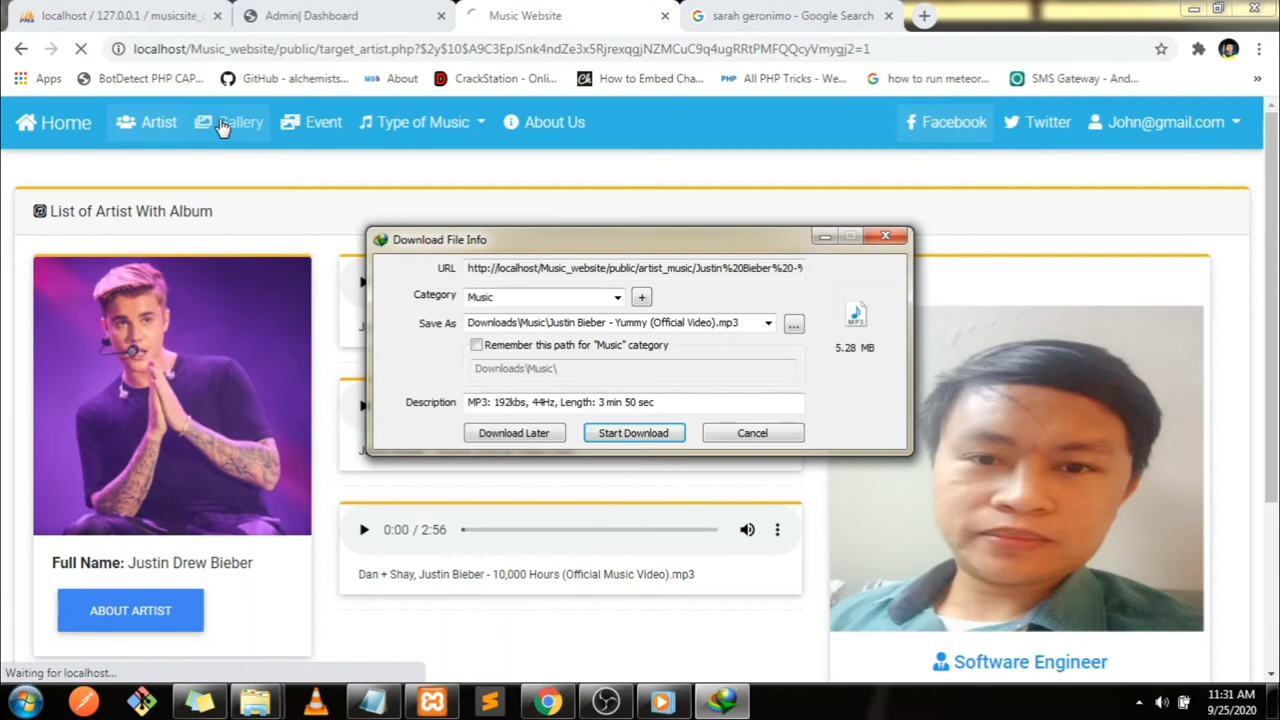 localhost / 127.0.0.1 / musicsite_
Admin| Dashboard
Music Website
sarah geronimo - Google Search
localhost/Music_website/public/target_artist.php?$2y$10$A9C3EpJSnk4ndZe3x5RjrexqgjNZMCuC9q4ugRRtPMFQQcyVmygj2=1
Apps
BotDetect PHP CAP...
GitHub - alchemists...
MDB About
CrackStation - Onli...
How to Embed Cha...
PHP All PHP Tricks - We...
how to run meteor...
SMS Gateway - And...
»
Home
Artist
Gallery
Event
Type of Music
About Us
Facebook
Twitter
John@gmail.com
List of Artist With Album
Download File Info
URL
http://localhost/Music_website/public/artist_music/Justin%20Bieber%20-%
Category
Music
+
Save As
Downloads\Music\Justin Bieber - Yummy (Official Video).mp3
...
MP3
5.28 MB
Remember this path for "Music" category
Downloads\Music\
Description
MP3: 192kbs, 44Hz, Length: 3 min 50 sec
Download Later
Start Download
Cancel
0:00 / 2:56
Dan + Shay, Justin Bieber - 10,000 Hours (Official Music Video).mp3
Full Name: Justin Drew Bieber
ABOUT ARTIST
Software Engineer
Waiting for localhost...
11:31 AM
9/25/2020